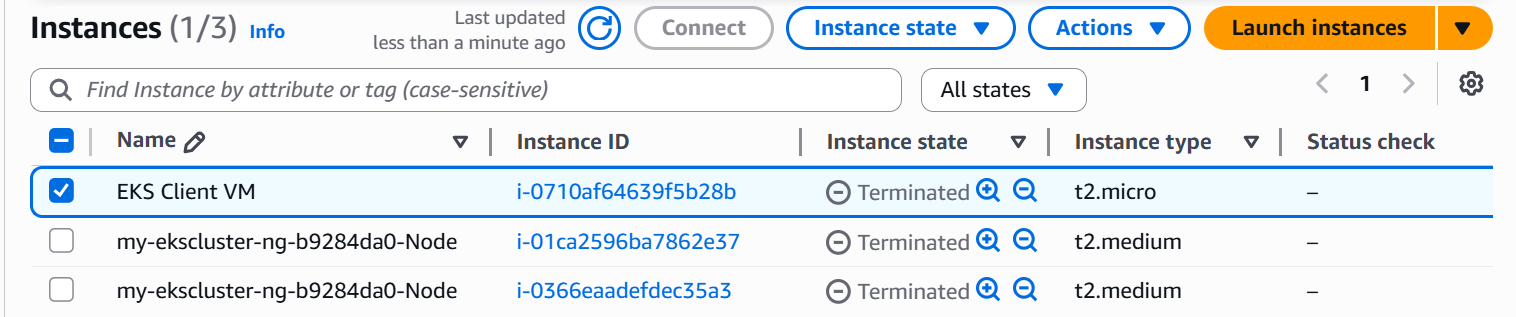 Instances (1/3) Info
Last updated
less than a minute ago
Connect
Instance state
Actions
Launch instances
Find Instance by attribute or tag (case-sensitive)
All states
1
Name Instance ID Instance state Instance type Status check
EKS Client VM i-0710af64639f5b28b Terminated t2.micro –
my-ekscluster-ng-b9284da0-Node i-01ca2596ba7862e37 Terminated t2.medium –
my-ekscluster-ng-b9284da0-Node i-0366eaadefdec35a3 Terminated t2.medium –